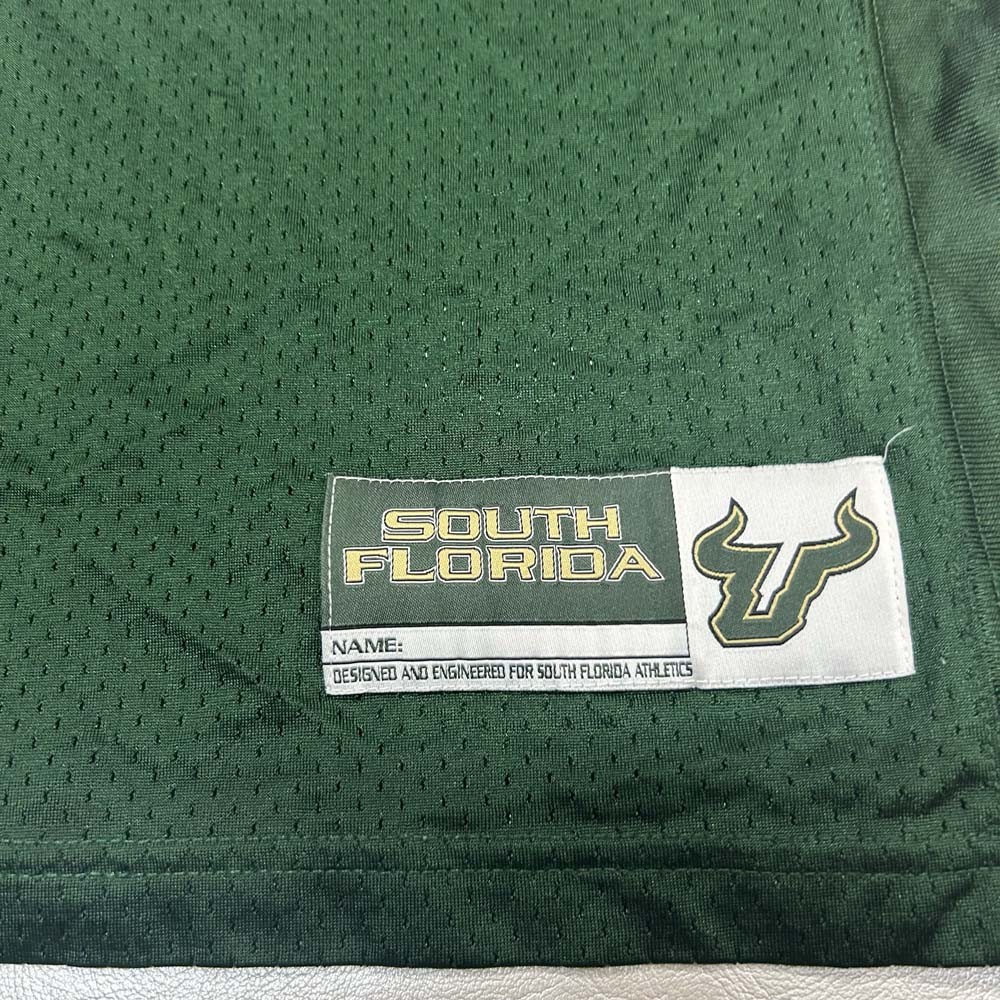 SOUTH
FLORIDA
NAME:
DESIGNED AND ENGINEERED FOR SOUTH FLORIDA ATHLETICS
U